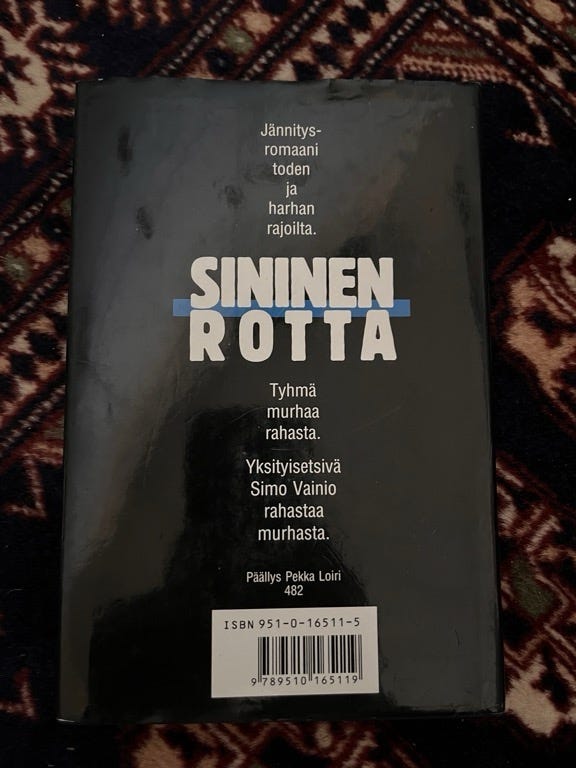 Jännitys-
romaani
toden
ja
harhan
rajoilta.
SININEN
ROTTA
Tyhmä
murhaa
rahasta.
Yksityisetsivä
Simo Vainio
rahastaa
murhasta.
Päällys Pekka Loiri
482
ISBN 951-0-16511-5
9 789510 165119